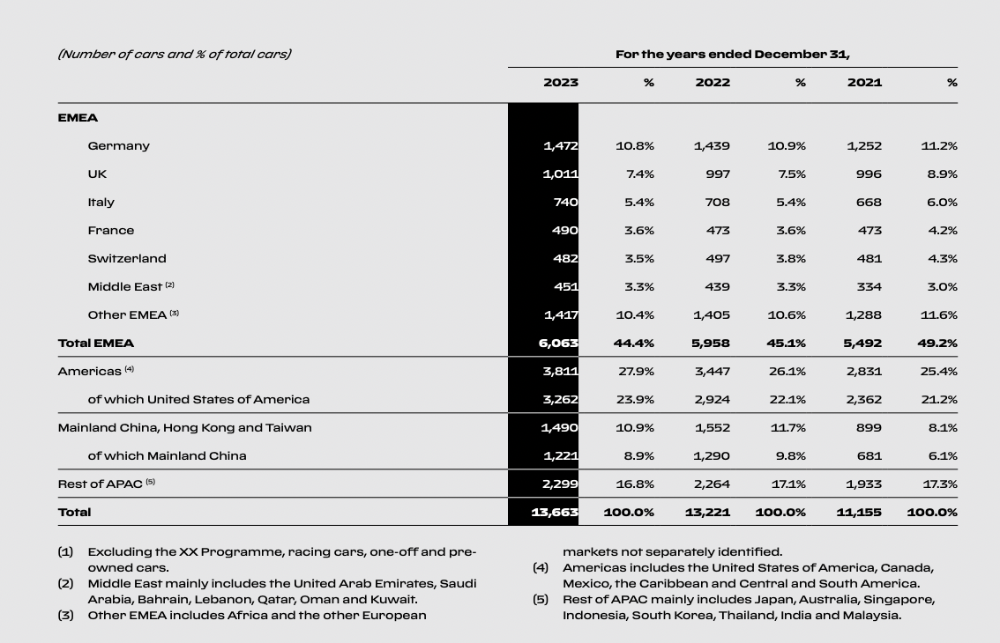 (Number of cars and % of total cars) For the years ended December 31,
2023 % 2022 % 2021 %
EMEA
Germany 1,472 10.8% 1,439 10.9% 1,252 11.2%
UK 1,011 7.4% 997 7.5% 996 8.9%
Italy 740 5.4% 708 5.4% 668 6.0%
France 490 3.6% 473 3.6% 473 4.2%
Switzerland 482 3.5% 497 3.8% 481 4.3%
Middle East (2) 451 3.3% 439 3.3% 334 3.0%
Other EMEA (3) 1,417 10.4% 1,405 10.6% 1,288 11.6%
Total EMEA 6,063 44.4% 5,958 45.1% 5,492 49.2%
Americas (4) 3,811 27.9% 3,447 26.1% 2,831 25.4%
of which United States of America 3,262 23.9% 2,924 22.1% 2,362 21.2%
Mainland China, Hong Kong and Taiwan 1,490 10.9% 1,552 11.7% 899 8.1%
of which Mainland China 1,221 8.9% 1,290 9.8% 681 6.1%
Rest of APAC (5) 2,299 16.8% 2,264 17.1% 1,933 17.3%
Total 13,663 100.0% 13,221 100.0% 11,155 100.0%
(1) Excluding the XX Programme, racing cars, one-off and pre-
owned cars.
(2) Middle East mainly includes the United Arab Emirates, Saudi
Arabia, Bahrain, Lebanon, Qatar, Oman and Kuwait.
(3) Other EMEA includes Africa and the other European
markets not separately identified.
(4) Americas includes the United States of America, Canada,
Mexico, the Caribbean and Central and South America.
(5) Rest of APAC mainly includes Japan, Australia, Singapore,
Indonesia, South Korea, Thailand, India and Malaysia.